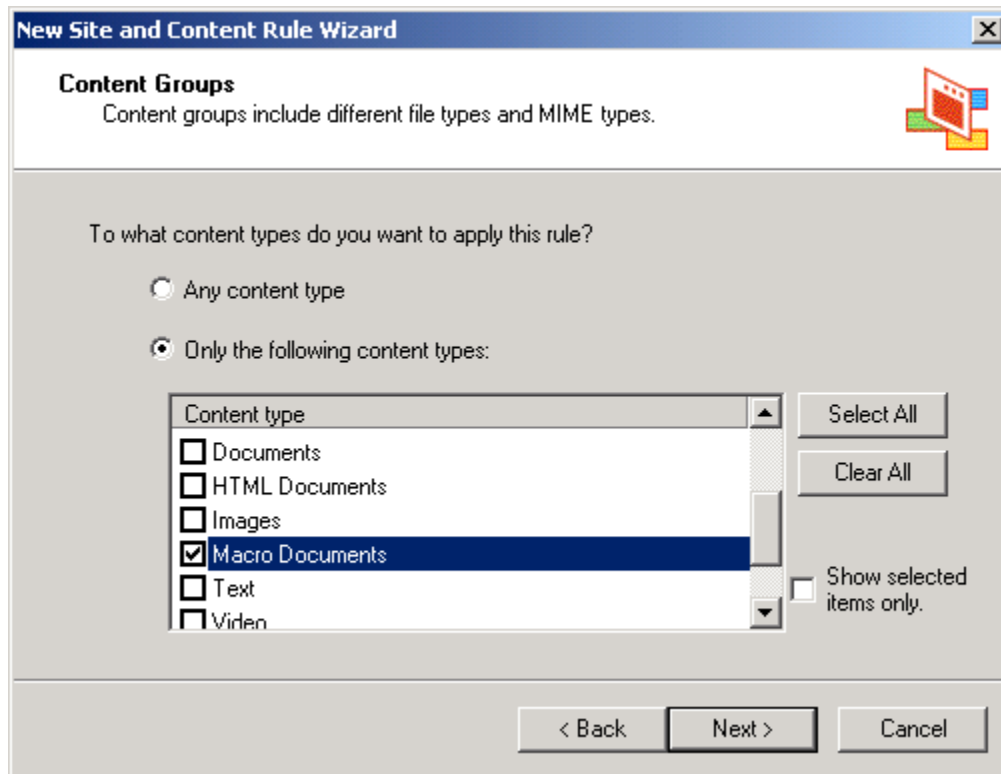 New Site and Content Rule Wizard
Content Groups
Content groups include different file types and MIME types.
To what content types do you want to apply this rule?
Any content type
Only the following content types:
Content type
Select All
Documents
Clear All
HTML Documents
Images
Macro Documents
Text
Show selected
items only.
Video
< Back
Next >
Cancel